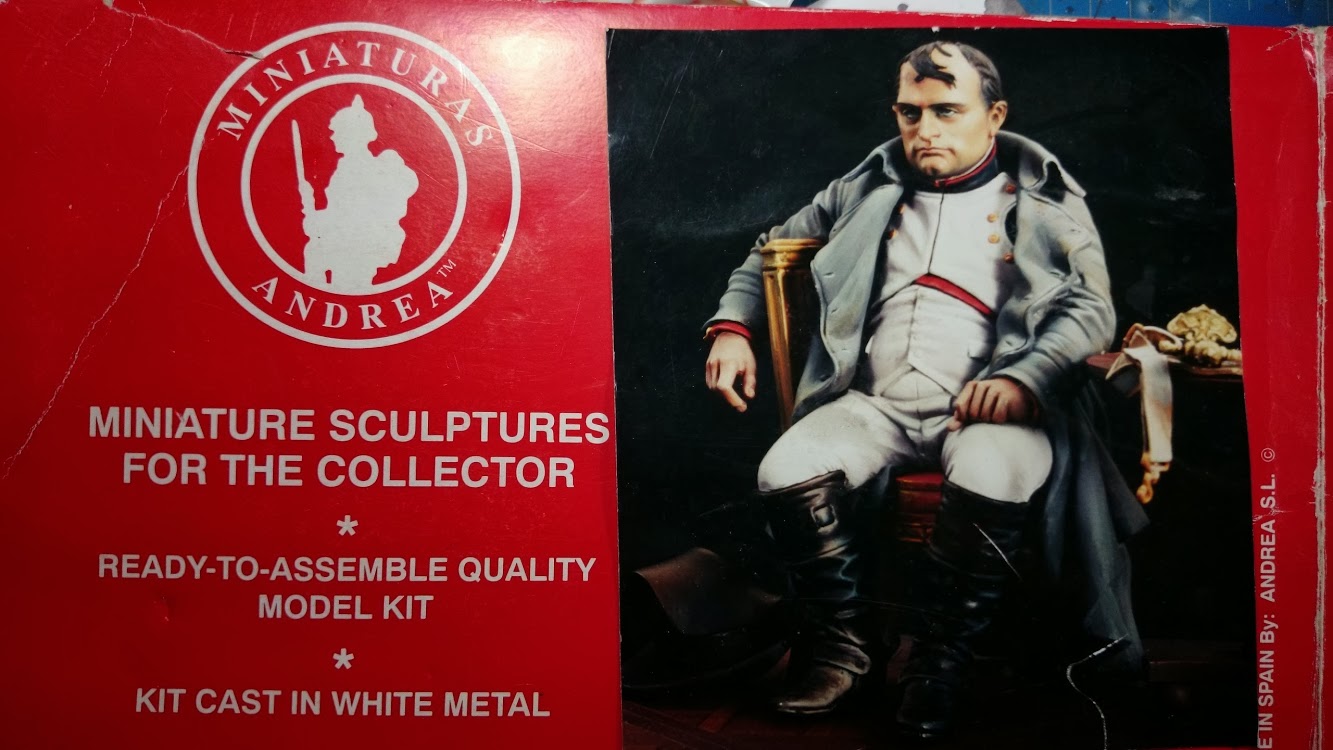 MINIATURAS
ANDREA™
MINIATURE SCULPTURES
FOR THE COLLECTOR
*
READY-TO-ASSEMBLE QUALITY
MODEL KIT
*
KIT CAST IN WHITE METAL
E IN SPAIN By: ANDREA S.L. ©